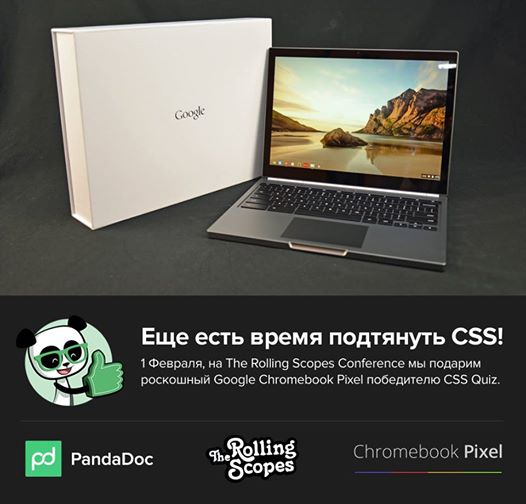 Google
Еще есть время подтянуть CSS!
1 Февраля, на The Rolling Scopes Conference мы подарим
роскошный Google Chromebook Pixel победителю CSS Quiz.
pd PandaDoc
The Rolling
Scopes
Chromebook Pixel